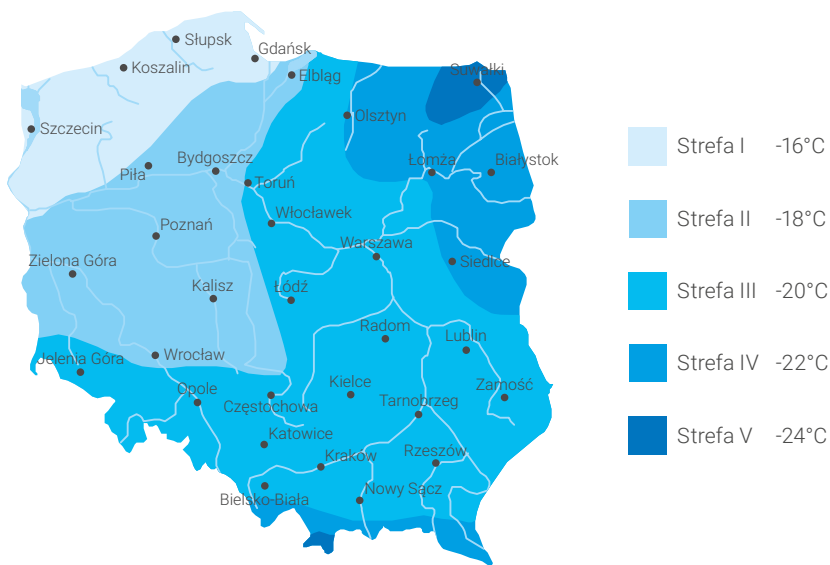 Słupsk
Gdańsk
Koszalin
Elbląg
Suwałki
Olsztyn
Szczecin
Bydgoszcz
Łomża
Białystok
Piła
Toruń
Włocławek
Poznań
Warszawa
Zielona Góra
Siedlce
Kalisz
Łódź
Radom
Lublin
Jelenia Góra
Wrocław
Opole
Kielce
Zamość
Częstochowa
Tarnobrzeg
Katowice
Kraków
Rzeszów
Bielsko-Biała
Nowy Sącz
Strefa I -16°C
Strefa II -18°C
Strefa III -20°C
Strefa IV -22°C
Strefa V -24°C